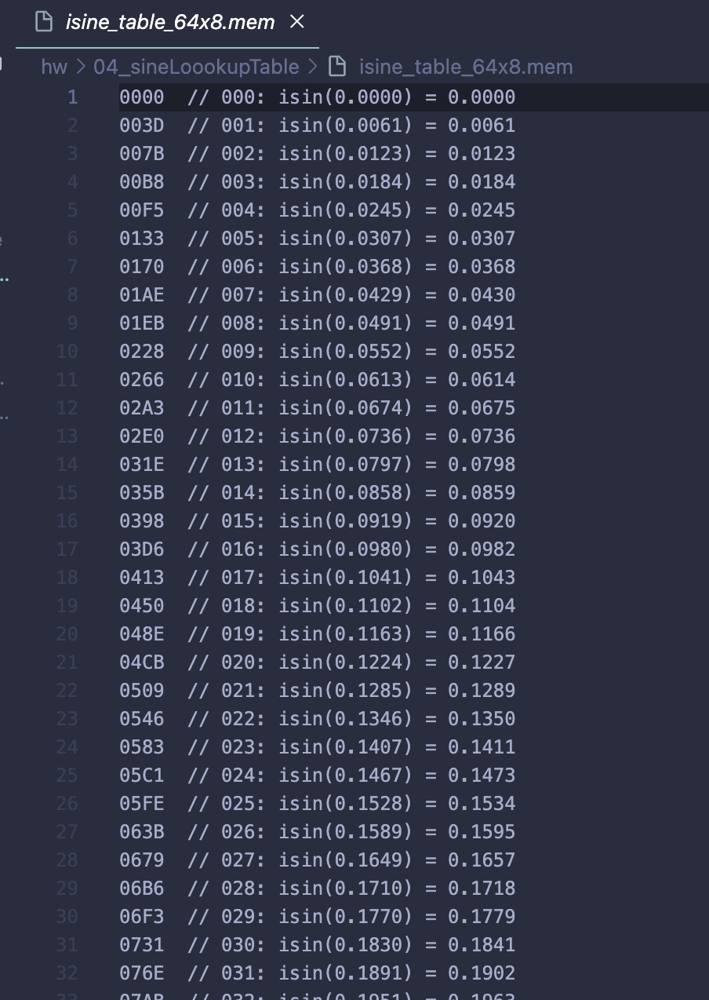 isine_table_64x8.mem ×
hw > 04_sineLoookupTable > isine_table_64x8.mem
1 0000 // 000: isin(0.0000) = 0.0000
2 003D // 001: isin(0.0061) = 0.0061
3 007B // 002: isin(0.0123) = 0.0123
4 00B8 // 003: isin(0.0184) = 0.0184
5 00F5 // 004: isin(0.0245) = 0.0245
6 0133 // 005: isin(0.0307) = 0.0307
7 0170 // 006: isin(0.0368) = 0.0368
8 01AE // 007: isin(0.0429) = 0.0430
9 01EB // 008: isin(0.0491) = 0.0491
10 0228 // 009: isin(0.0552) = 0.0552
11 0266 // 010: isin(0.0613) = 0.0614
12 02A3 // 011: isin(0.0674) = 0.0675
13 02E0 // 012: isin(0.0736) = 0.0736
14 031E // 013: isin(0.0797) = 0.0798
15 035B // 014: isin(0.0858) = 0.0859
16 0398 // 015: isin(0.0919) = 0.0920
17 03D6 // 016: isin(0.0980) = 0.0982
18 0413 // 017: isin(0.1041) = 0.1043
19 0450 // 018: isin(0.1102) = 0.1104
20 048E // 019: isin(0.1163) = 0.1166
21 04CB // 020: isin(0.1224) = 0.1227
22 0509 // 021: isin(0.1285) = 0.1289
23 0546 // 022: isin(0.1346) = 0.1350
24 0583 // 023: isin(0.1407) = 0.1411
25 05C1 // 024: isin(0.1467) = 0.1473
26 05FE // 025: isin(0.1528) = 0.1534
27 063B // 026: isin(0.1589) = 0.1595
28 0679 // 027: isin(0.1649) = 0.1657
29 06B6 // 028: isin(0.1710) = 0.1718
30 06F3 // 029: isin(0.1770) = 0.1779
31 0731 // 030: isin(0.1830) = 0.1841
32 076E // 031: isin(0.1891) = 0.1902
33 07AB // 032: isin(0.1951) = 0.1963